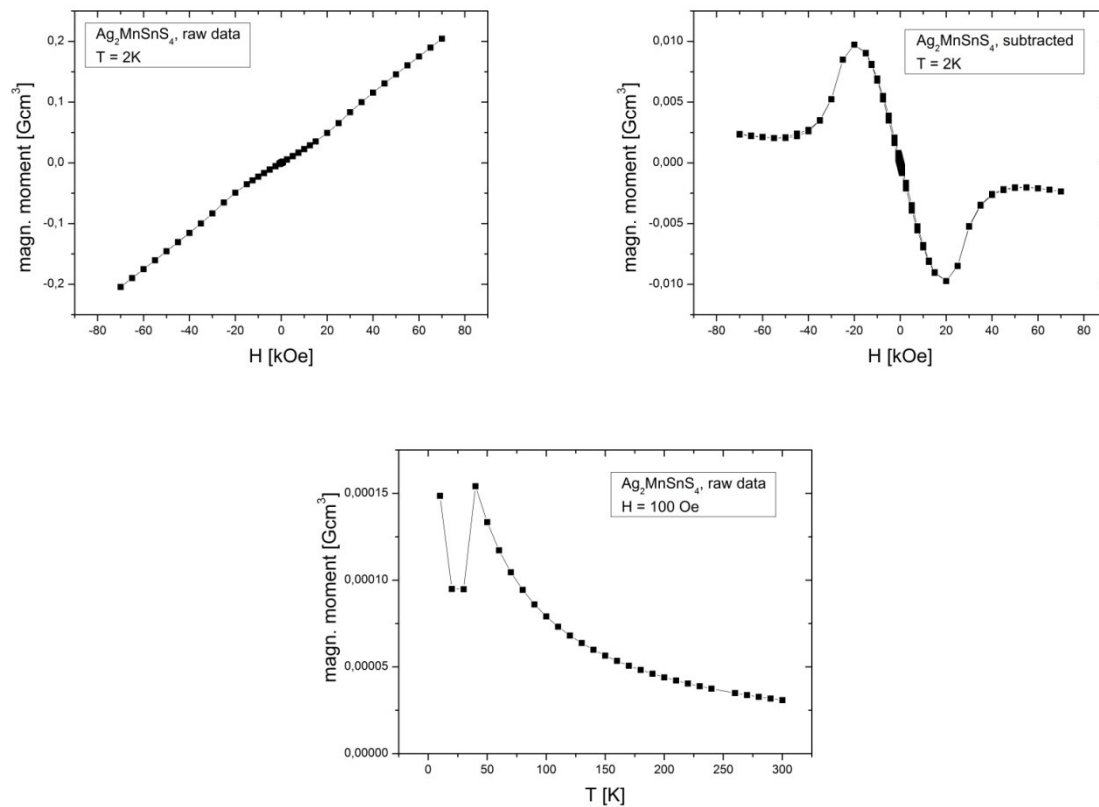 Ag₂MnSnS₄, raw data
T = 2K
0,2
0,1
0,0
-0,1
-0,2
magn. moment [Gcm³]
-80 -60 -40 -20 0 20 40 60 80
H [kOe]
Ag₂MnSnS₄, subtracted
T = 2K
0,010
0,005
0,000
-0,005
-0,010
magn. moment [Gcm³]
-80 -60 -40 -20 0 20 40 60 80
H [kOe]
Ag₂MnSnS₄, raw data
H = 100 Oe
0,00015
0,00010
0,00005
0,00000
magn. moment [Gcm³]
0 50 100 150 200 250 300
T [K]